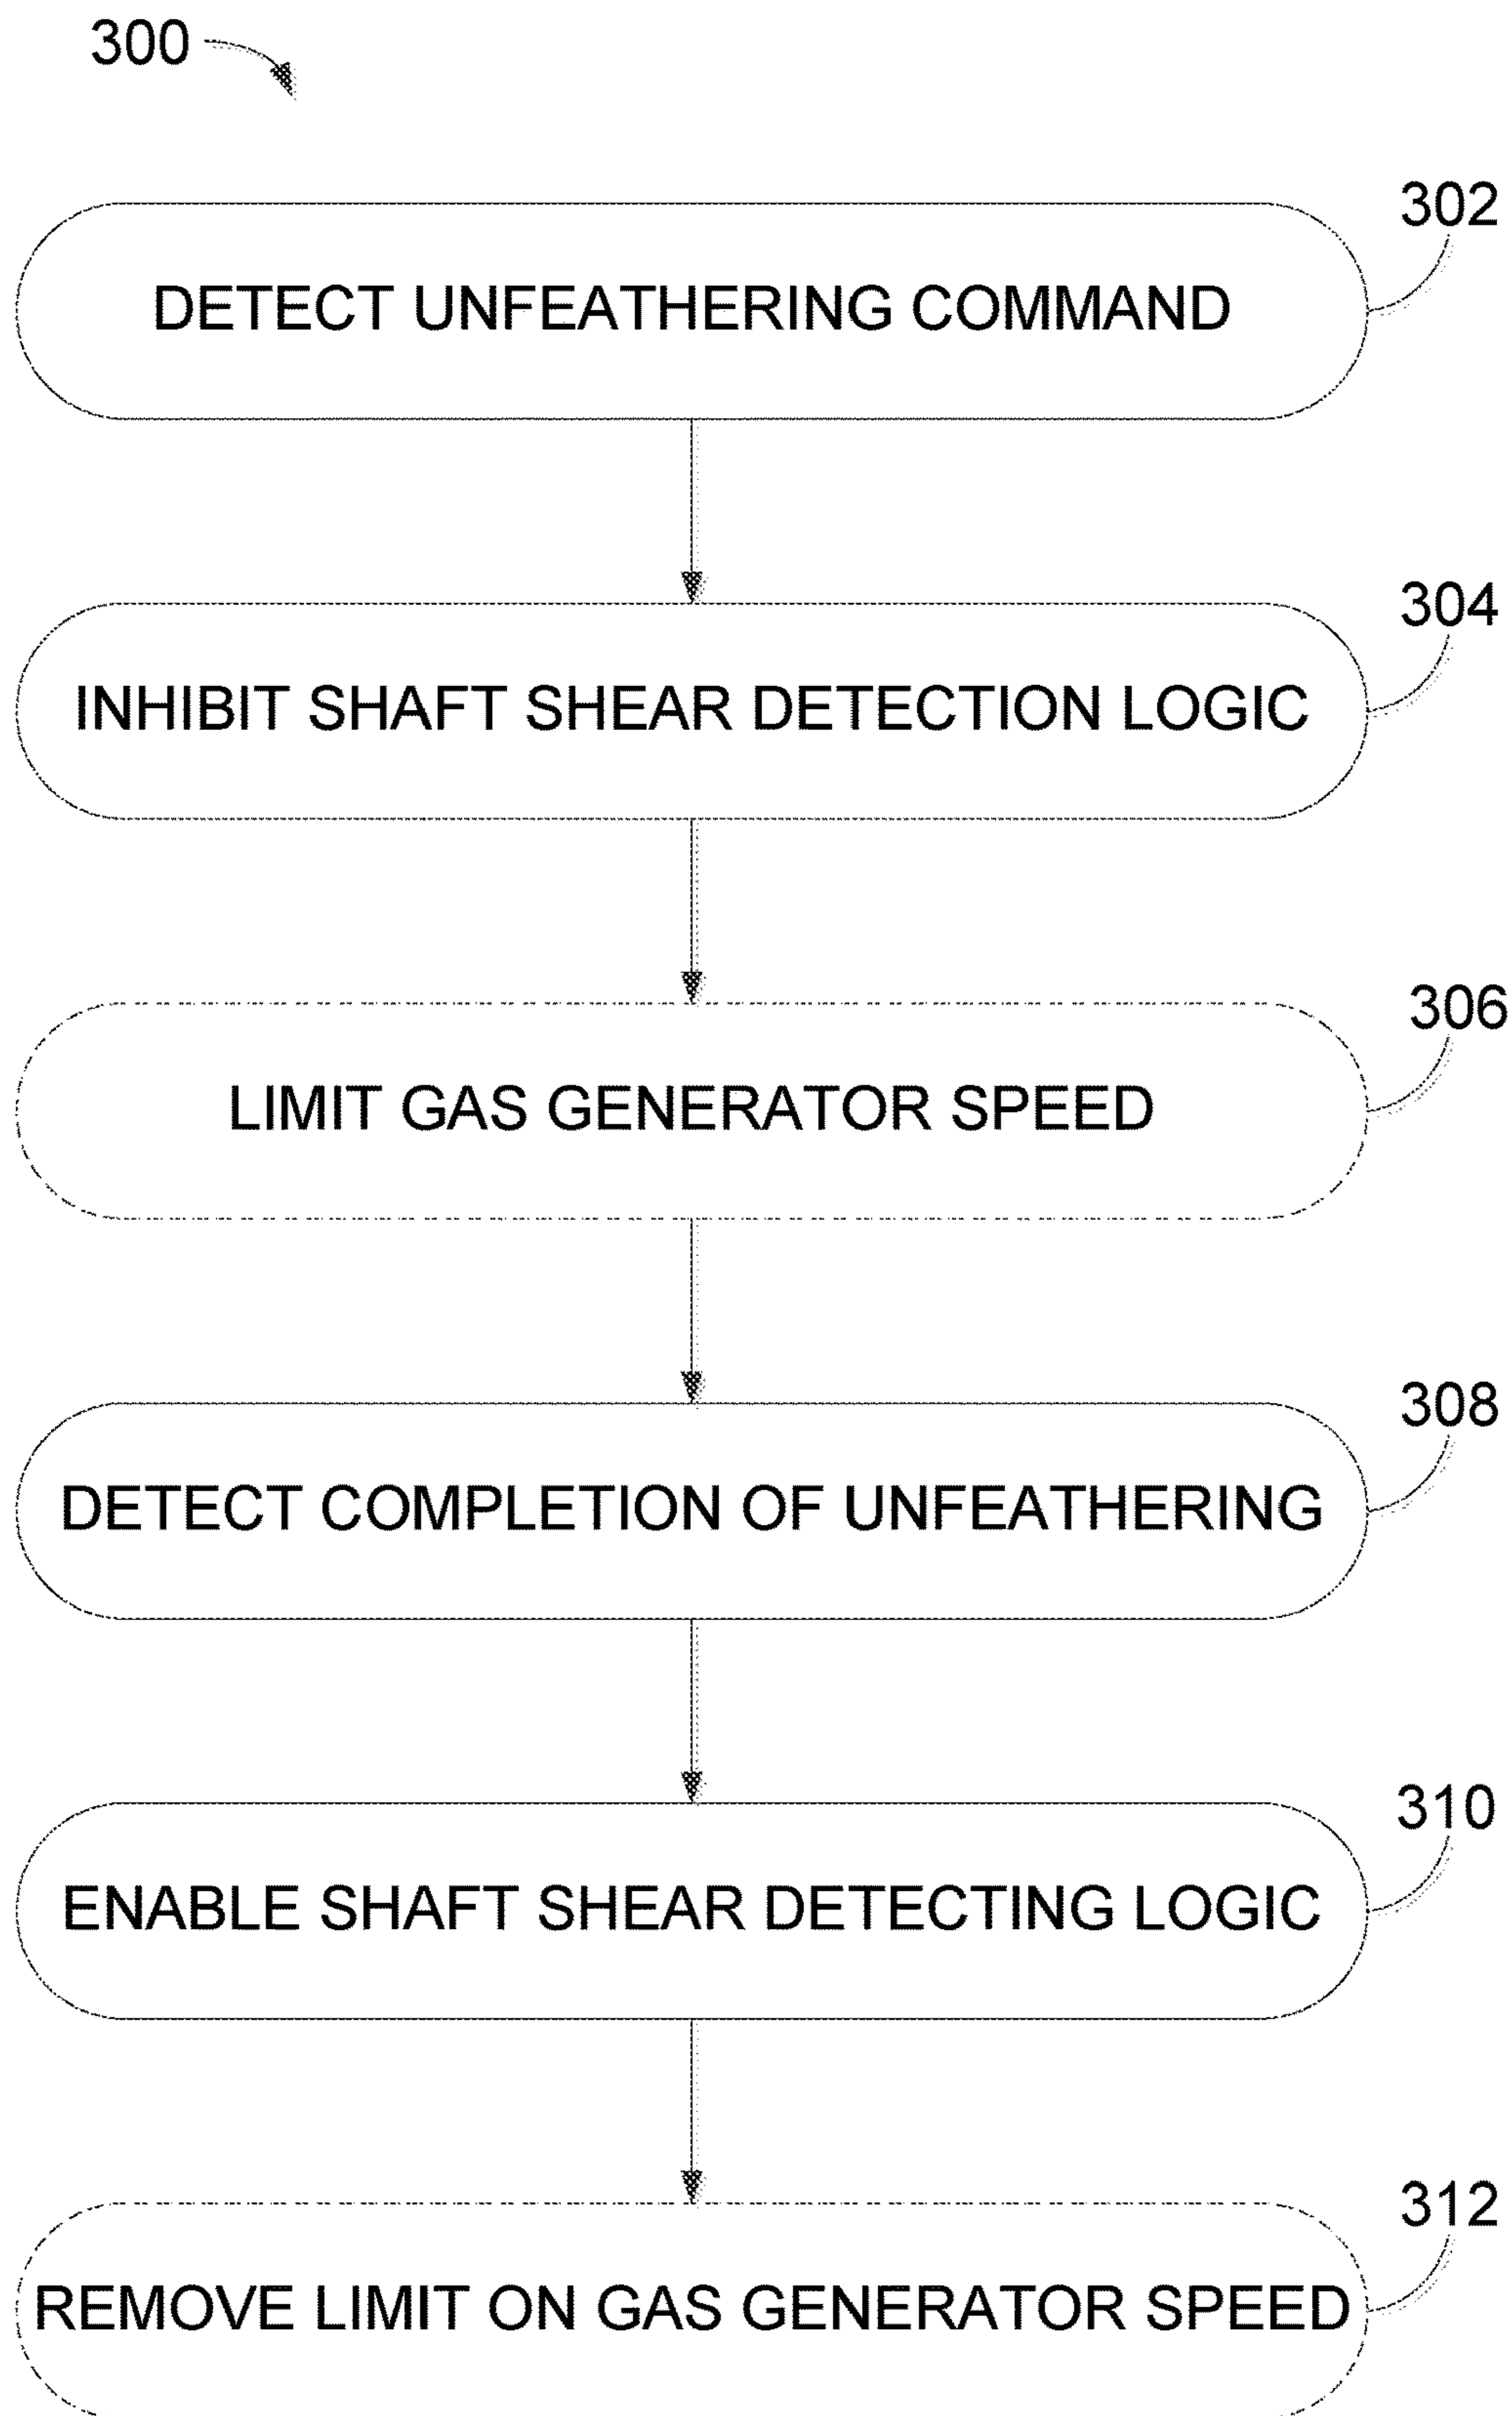 300
302
DETECT UNFEATHERING COMMAND
304
INHIBIT SHAFT SHEAR DETECTION LOGIC
306
LIMIT GAS GENERATOR SPEED
308
DETECT COMPLETION OF UNFEATHERING
310
ENABLE SHAFT SHEAR DETECTING LOGIC
312
REMOVE LIMIT ON GAS GENERATOR SPEED